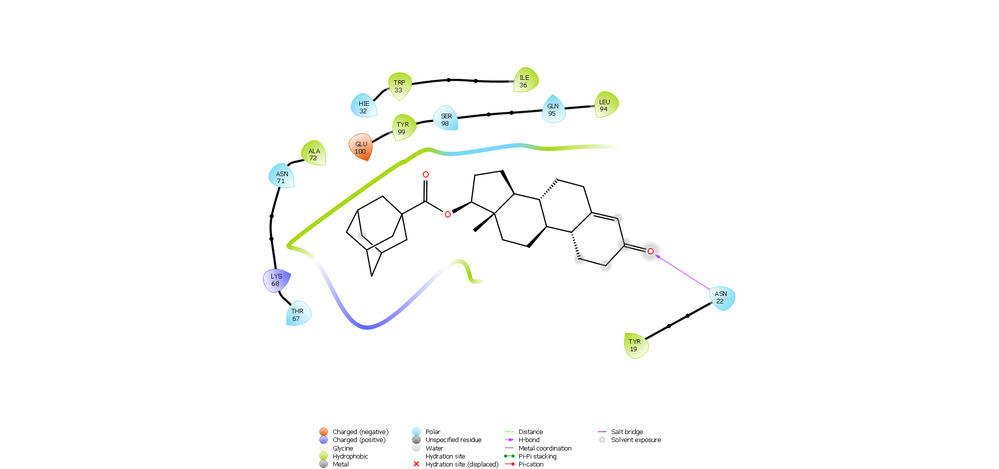 ILE
36
TRP
33
HIE
32
LEU
94
GLN
95
SER
98
TYR
99
GLU
100
ALA
72
ASN
71
O
O
O
LYS
68
ASN
22
THR
67
TYR
19
Charged (negative)
Charged (positive)
Glycine
Hydrophobic
Metal
Polar
Unspecified residue
Water
Hydration site
Hydration site (displaced)
Distance
H-bond
Metal coordination
Pi-Pi stacking
Pi-cation
Salt bridge
Solvent exposure